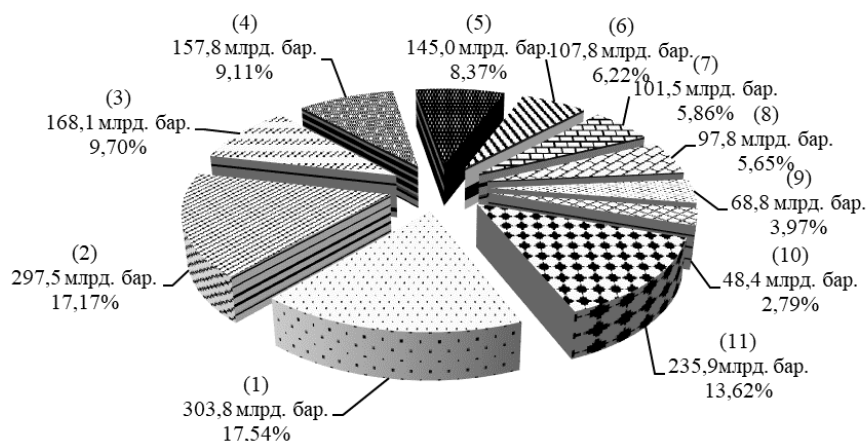 (4)
157,8 млрд. бар.
9,11%
(5)
145,0 млрд. бар.
8,37%
(6)
107,8 млрд. бар.
6,22%
(7)
101,5 млрд. бар.
5,86%
(8)
97,8 млрд. бар.
5,65%
(9)
68,8 млрд. бар.
3,97%
(10)
48,4 млрд. бар.
2,79%
(11)
235,9млрд. бар.
13,62%
(1)
303,8 млрд. бар.
17,54%
(2)
297,5 млрд. бар.
17,17%
(3)
168,1 млрд. бар.
9,70%